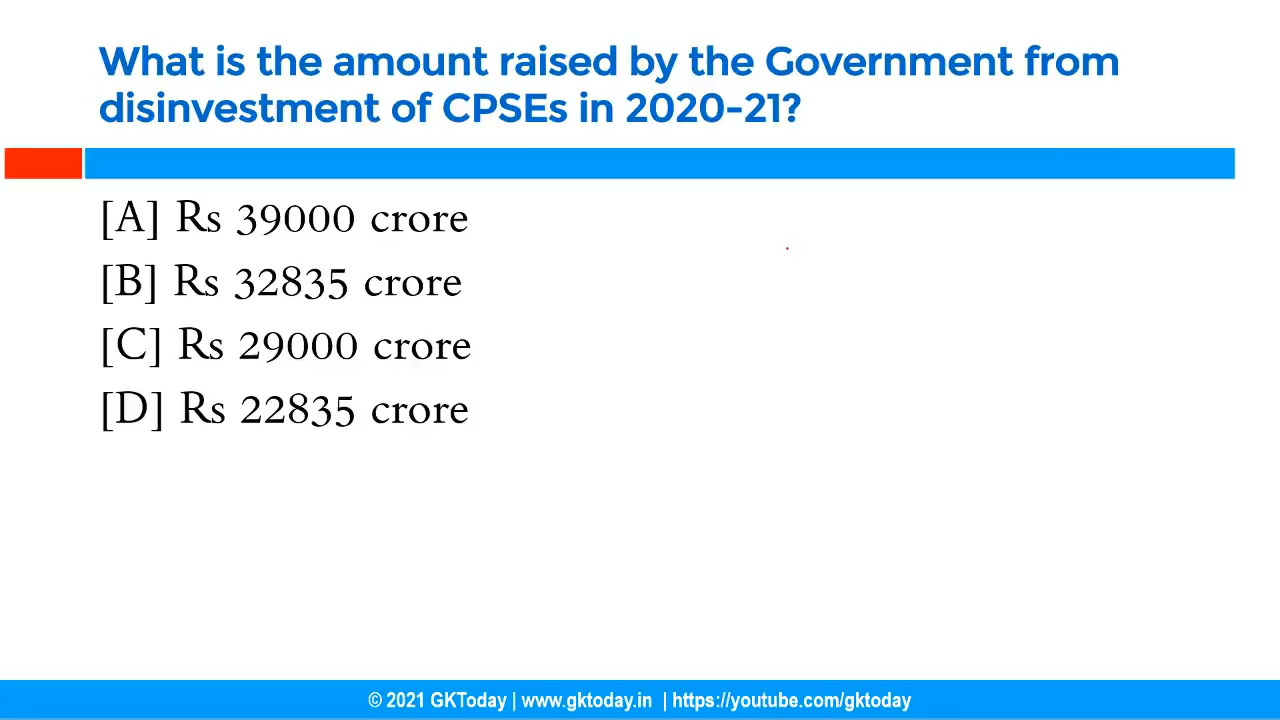 What is the amount raised by the Government from
disinvestment of CPSEs in 2020-21?
[A] Rs 39000 crore
[B] Rs 32835 crore
[C] Rs 29000 crore
[D] Rs 22835 crore
© 2021 GKToday | www.gktoday.in | https://youtube.com/gktoday